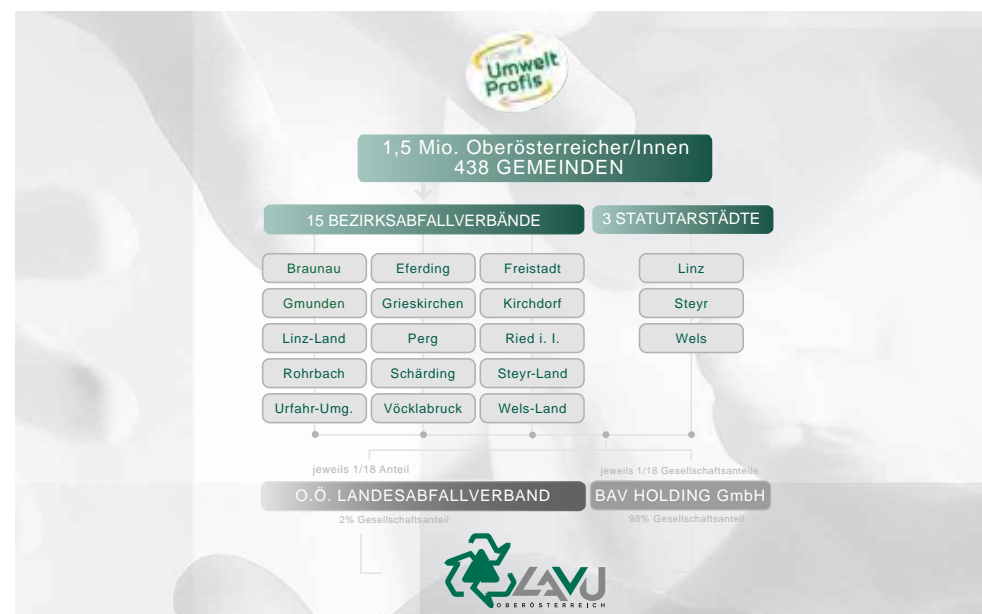 Umwelt
Profis
1,5 Mio. Oberösterreicher/Innen
438 GEMEINDEN
15 BEZIRKSABFALLVERBÄNDE
3 STATUTARSTÄDTE
Braunau
Eferding
Freistadt
Linz
Gmunden
Grieskirchen
Kirchdorf
Steyr
Linz-Land
Perg
Ried i. I.
Wels
Rohrbach
Schärding
Steyr-Land
Urfahr-Umg.
Vöcklabruck
Wels-Land
jeweils 1/18 Anteil
jeweils 1/18 Gesellschaftsanteile
O.Ö. LANDESABFALLVERBAND
BAV HOLDING GmbH
2% Gesellschaftsanteil
98% Gesellschaftsanteil
LAVU
OBERÖSTERREICH